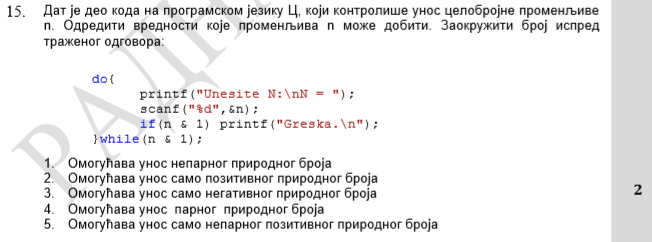 15. Дат је део кода на програмском језику Ц, који контролише унос целобројне променљиве
n. Одредити вредности које променљива n може добити. Заокружити број испред
траженог одговора:
do{
printf("Unesite N:\nN = ");
scanf("%d",&n);
if(n & 1) printf("Greska.\n");
}while(n & 1);
1. Омогућава унос непарног природног броја
2. Омогућава унос само позитивног природног броја
3. Омогућава унос само негативног природног броја
4. Омогућава унос парног природног броја
5. Омогућава унос само непарног позитивног природног броја
2